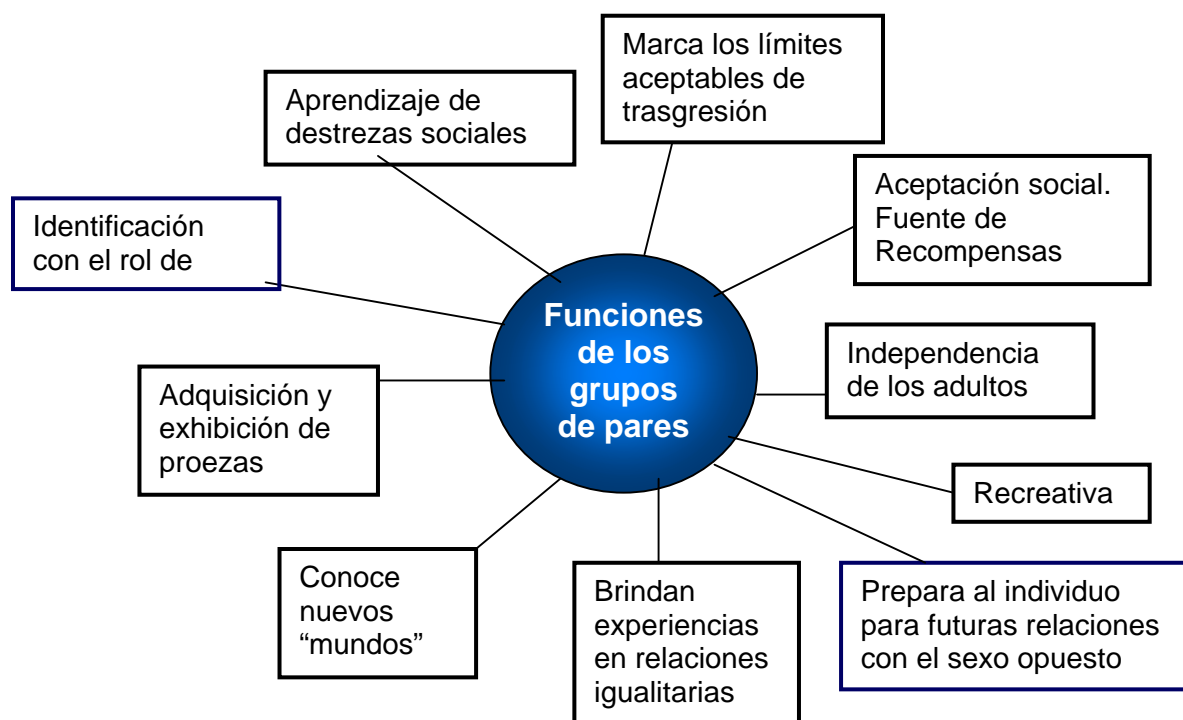 Marca los límites
aceptables de
trasgresión
Aprendizaje de
destrezas sociales
Aceptación social.
Fuente de
Recompensas
Identificación
con el rol de
Funciones
de los
grupos
de pares
Independencia
de los adultos
Adquisición y
exhibición de
proezas
Recreativa
Conoce
nuevos
“mundos”
Brindan
experiencias
en relaciones
igualitarias
Prepara al individuo
para futuras relaciones
con el sexo opuesto